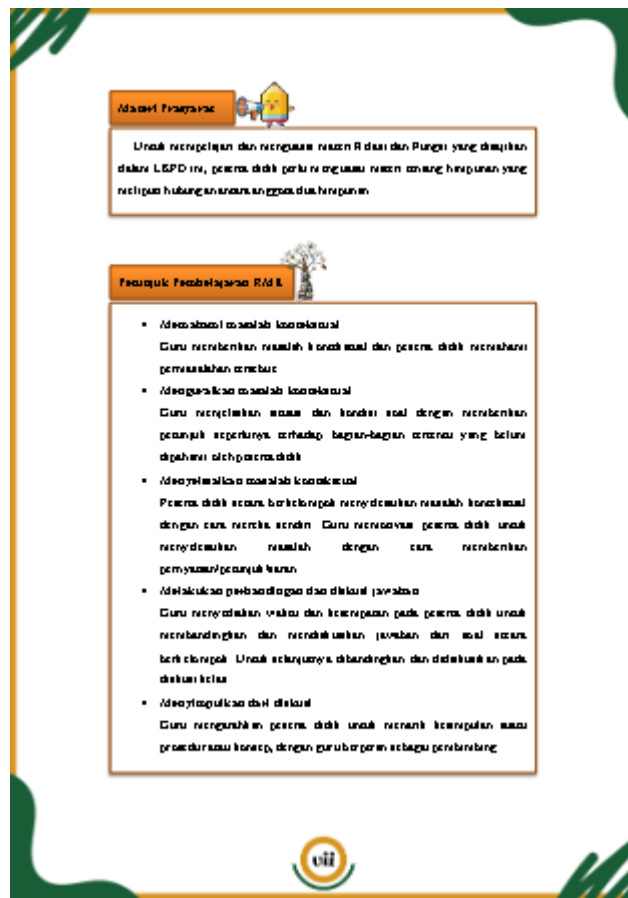 Materi Prasyarat
Untuk mempelajari dan menguasai materi Relasi dan Fungsi yang disajikan
dalam LKPD ini, peserta didik perlu menguasai materi tentang himpunan yang
meliputi hubungan antara anggota dua himpunan
Petunjuk Pembelajaran RME
• Memahami masalah kontekstual
Guru memberikan masalah kontekstual dan peserta didik memahami
permasalahan tersebut
• Menguraikan masalah kontekstual
Guru menjelaskan situasi dan kondisi soal dengan memberikan
petunjuk seperlunya terhadap bagian-bagian tertentu yang belum
dipahami oleh peserta didik
• Menyelesaikan masalah kontekstual
Peserta didik secara berkelompok menyelesaikan masalah kontekstual
dengan cara mereka sendiri. Guru memotivasi peserta didik untuk
menyelesaikan masalah dengan cara memberikan
pernyataan/petunjuk/saran
• Melakukan perbandingan dan diskusi jawaban
Guru menyediakan waktu dan kesempatan pada peserta didik untuk
membandingkan dan mendiskusikan jawaban dari soal secara
berkelompok. Untuk selanjutnya dibandingkan dan didiskusikan pada
diskusi kelas
• Menyimpulkan dari diskusi
Guru mengarahkan peserta didik untuk menarik kesimpulan suatu
prosedur atau konsep, dengan guru berperan sebagai pembimbing
vii